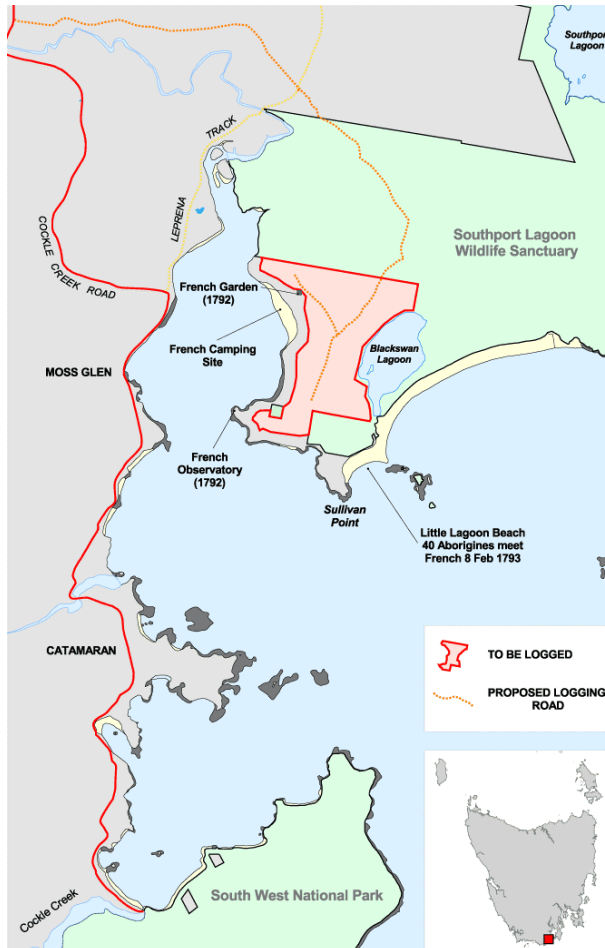 Southport
Lagoon
TRACK
LEPRENA
COCKLE CREEK ROAD
Southport Lagoon
Wildlife Sanctuary
French Garden
(1792)
French Camping
Site
Blackswan
Lagoon
MOSS GLEN
French
Observatory
(1792)
Sullivan
Point
Little Lagoon Beach
40 Aborigines meet
French 8 Feb 1793
CATAMARAN
TO BE LOGGED
PROPOSED LOGGING
ROAD
South West National Park
Cockle Creek